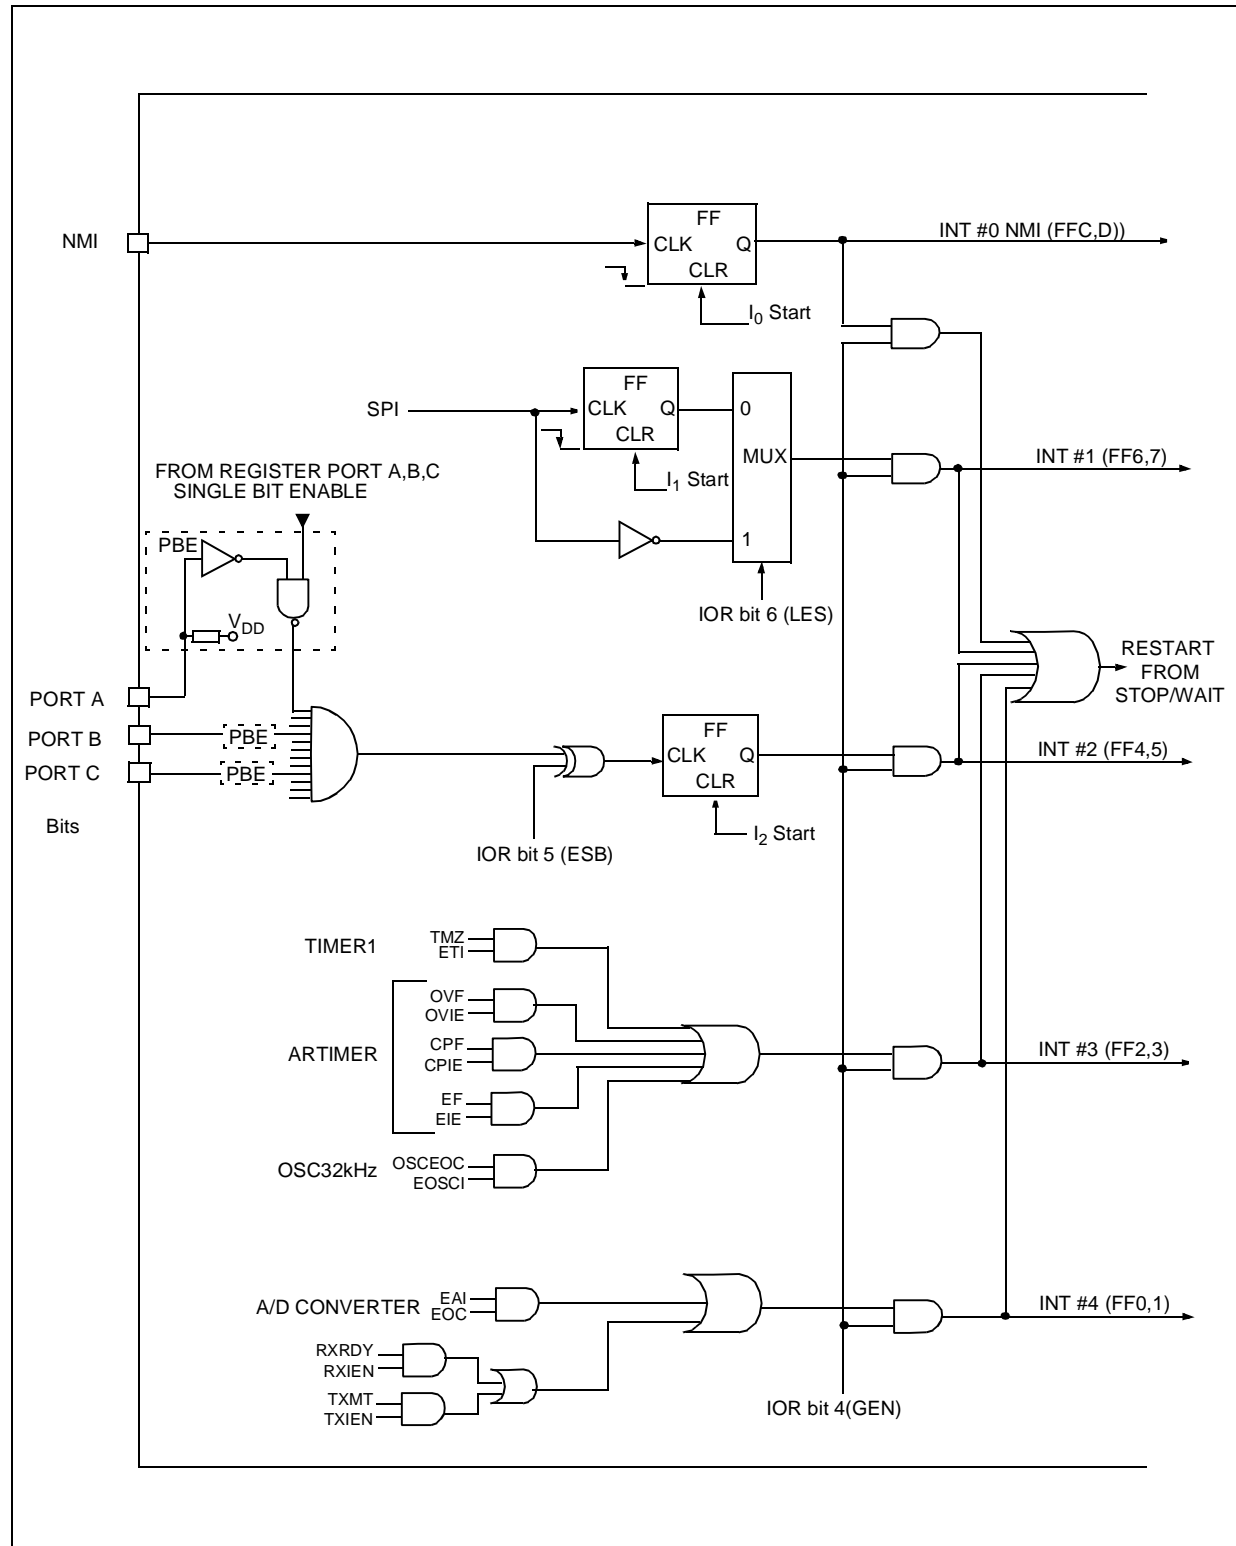 FF
NMI
CLK
Q
CLR
INT #0 NMI (FFC,D))
I0 Start
FF
SPI
CLK
Q
CLR
0
MUX
1
I1 Start
INT #1 (FF6,7)
FROM REGISTER PORT A,B,C
SINGLE BIT ENABLE
PBE
VDD
IOR bit 6 (LES)
RESTART
FROM
STOP/WAIT
PORT A
PORT B
PBE
PORT C
PBE
Bits
FF
CLK
Q
CLR
INT #2 (FF4,5)
I2 Start
IOR bit 5 (ESB)
TIMER1
TMZ
ETI
ARTIMER
OVF
OVIE
CPF
CPIE
EF
EIE
INT #3 (FF2,3)
OSC32kHz
OSCEOC
EOSCI
A/D CONVERTER
EAI
EOC
INT #4 (FF0,1)
RXRDY
RXIEN
TXMT
TXIEN
IOR bit 4(GEN)